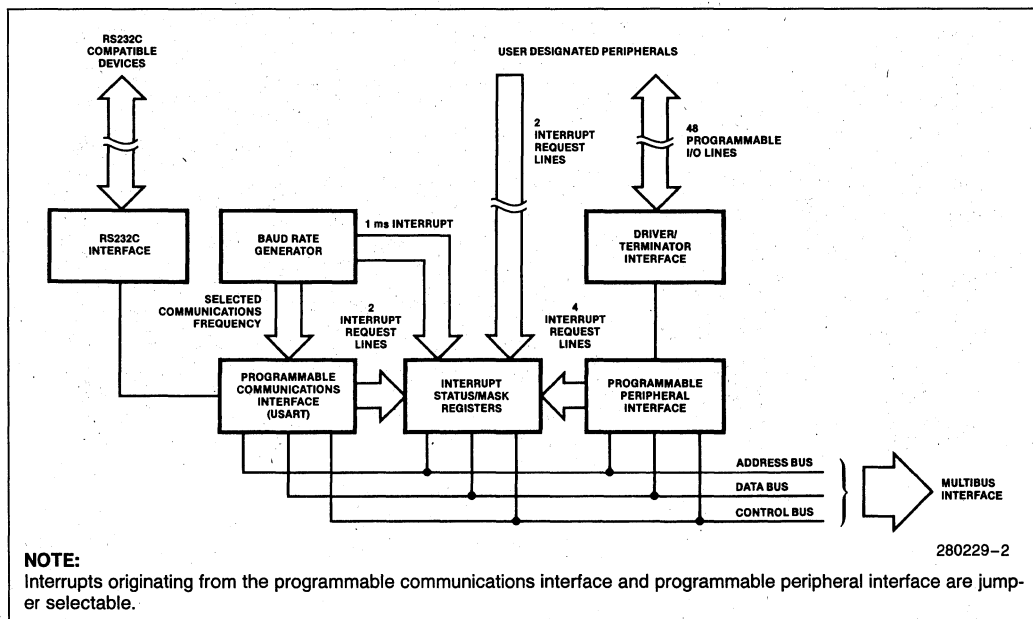 RS232C
COMPATIBLE
DEVICES
USER DESIGNATED PERIPHERALS
2
INTERRUPT
REQUEST
LINES
48
PROGRAMMABLE
I/O LINES
RS232C
INTERFACE
BAUD RATE
GENERATOR
1 ms INTERRUPT
DRIVER/
TERMINATOR
INTERFACE
SELECTED
COMMUNICATIONS
FREQUENCY
2
INTERRUPT
REQUEST
LINES
4
INTERRUPT
REQUEST
LINES
PROGRAMMABLE
COMMUNICATIONS
INTERFACE
(USART)
INTERRUPT
STATUS/MASK
REGISTERS
PROGRAMMABLE
PERIPHERAL
INTERFACE
ADDRESS BUS
DATA BUS
CONTROL BUS
MULTIBUS
INTERFACE
280229–2
NOTE:
Interrupts originating from the programmable communications interface and programmable peripheral interface are jump-
er selectable.